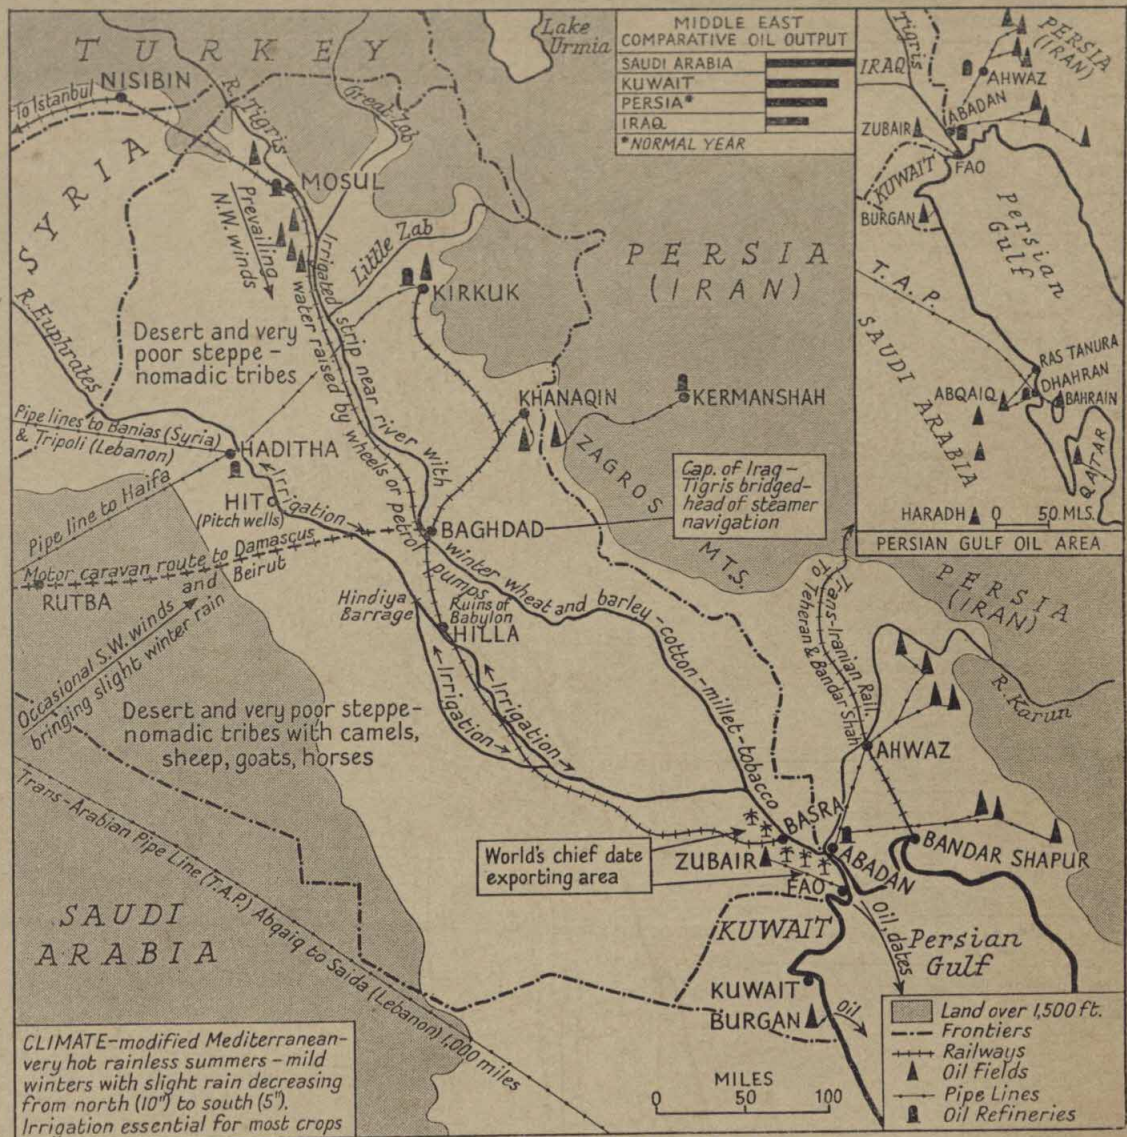 TURKEY
NISIBIN
To Istanbul
R. Tigris
Great Zab
Lake
Urmia
MIDDLE EAST
COMPARATIVE OIL OUTPUT
SAUDI ARABIA
KUWAIT
PERSIA*
IRAQ
*NORMAL YEAR
Tigris
PERSIA
(IRAN)
IRAQ
AHWAZ
ABADAN
ZUBAIR
FAO
KUWAIT
BURGAN
Persian
Gulf
T. A. P.
SAUDI ARABIA
RAS TANURA
DHAHRAN
ABQAIQ
BAHRAIN
QATAR
HARADH
0 50 MLS.
PERSIAN GULF OIL AREA
SYRIA
MOSUL
Prevailing
N.W. winds
Little Zab
KIRKUK
PERSIA
(IRAN)
R. Euphrates
Desert and very
poor steppe-
nomadic tribes
Irrigated strip near river with
water raised by wheels or petrol
pumps
KHANAQIN
KERMANSHAH
ZAGROS
MTS.
Pipe lines to Banias (Syria)
& Tripoli (Lebanon)
HADITHA
Pipe line to Haifa
HIT
(Pitch wells)
Irrigation
Cap. of Iraq-
Tigris bridged-
head of steamer
navigation
BAGHDAD
Motor caravan route to Damascus
and Beirut
RUTBA
Hindiya
Barrage
Ruins of
Babylon
HILLA
winter wheat and barley-cotton-millet-tobacco
Occasional S.W. winds
bringing slight winter rain
Irrigation
Irrigation
Desert and very poor steppe-
nomadic tribes with camels,
sheep, goats, horses
Trans-Iranian Rail.
To Teheran & Bandar Shah
PERSIA
(IRAN)
R. Karun
AHWAZ
Trans-Arabian Pipe Line (T.A.P.) Abqaiq to Saida (Lebanon) 1,000 miles
BASRA
World's chief date
exporting area
ZUBAIR
ABADAN
BANDAR SHAPUR
FAO
SAUDI
ARABIA
KUWAIT
Oil, dates
Persian
Gulf
KUWAIT
BURGAN
Oil
CLIMATE-modified Mediterranean-
very hot rainless summers-mild
winters with slight rain decreasing
from north (10") to south (5").
Irrigation essential for most crops
MILES
0 50 100
Land over 1,500 ft.
Frontiers
Railways
Oil Fields
Pipe Lines
Oil Refineries